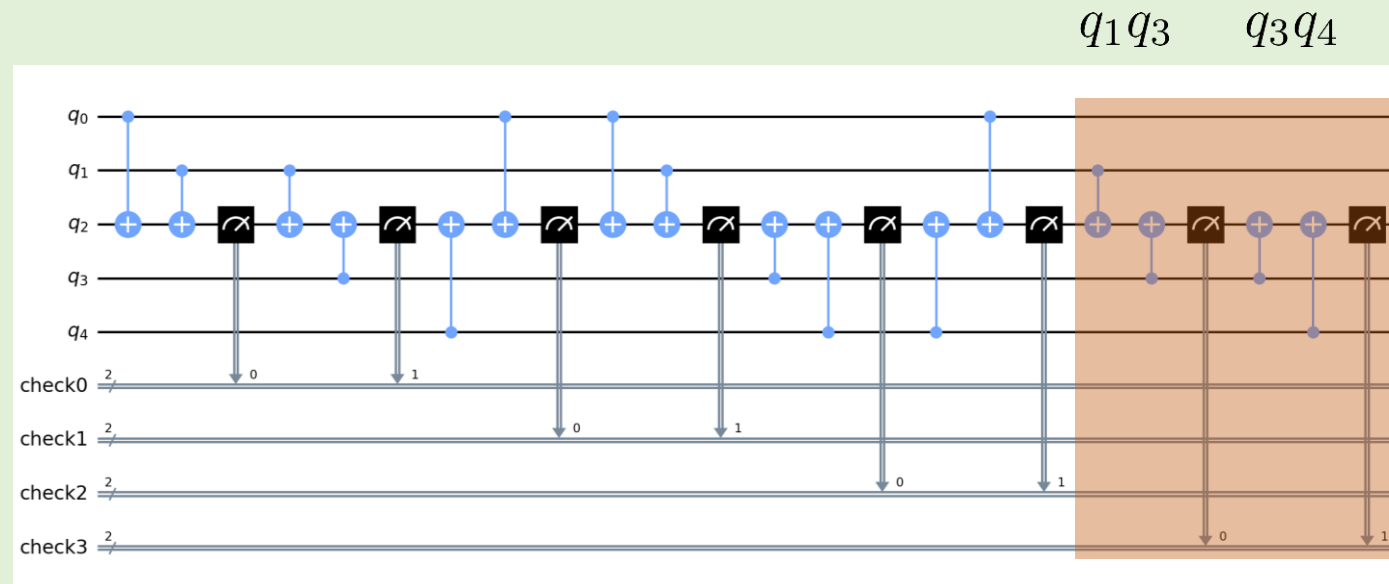 q₁q₃ q₃q₄
q₀
q₁
q₂
q₃
q₄
check0 2 0 1
check1 2 0 1
check2 2 0 1
check3 2 0 1